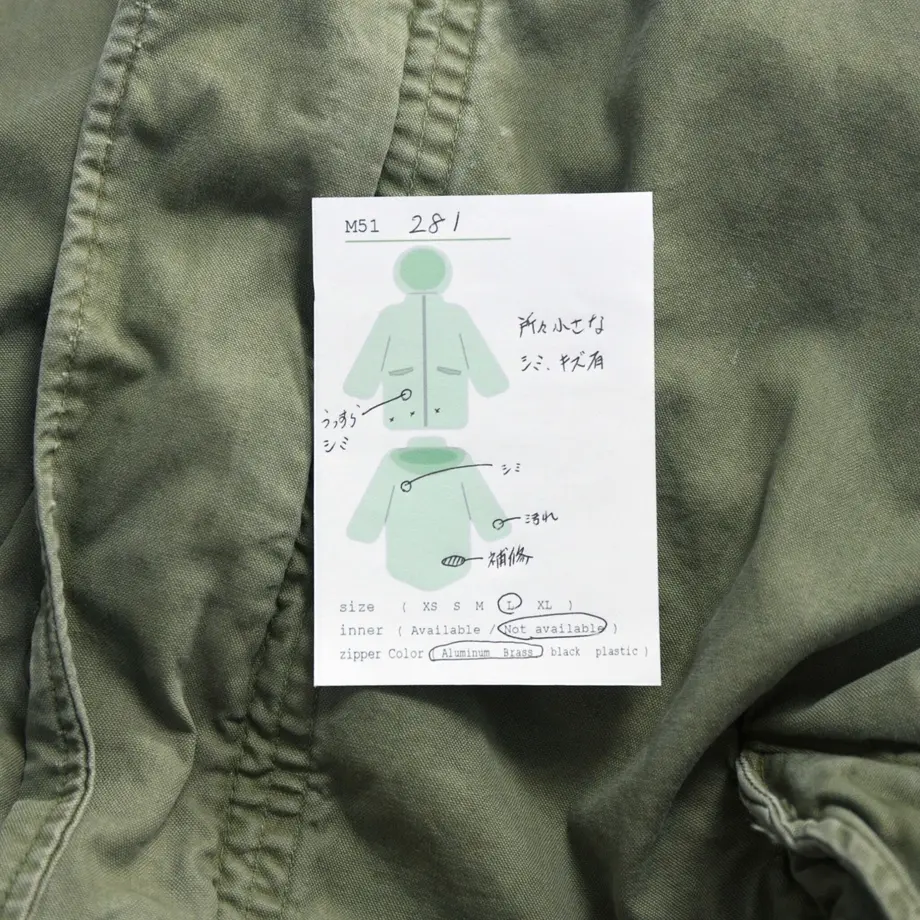 M51 281
所々小さな
シミ、キズ有
うっすら
シミ
シミ
汚れ
補修
size ( XS S M L XL )
inner ( Available / Not available )
zipper Color ( Aluminum Brass / black plastic )